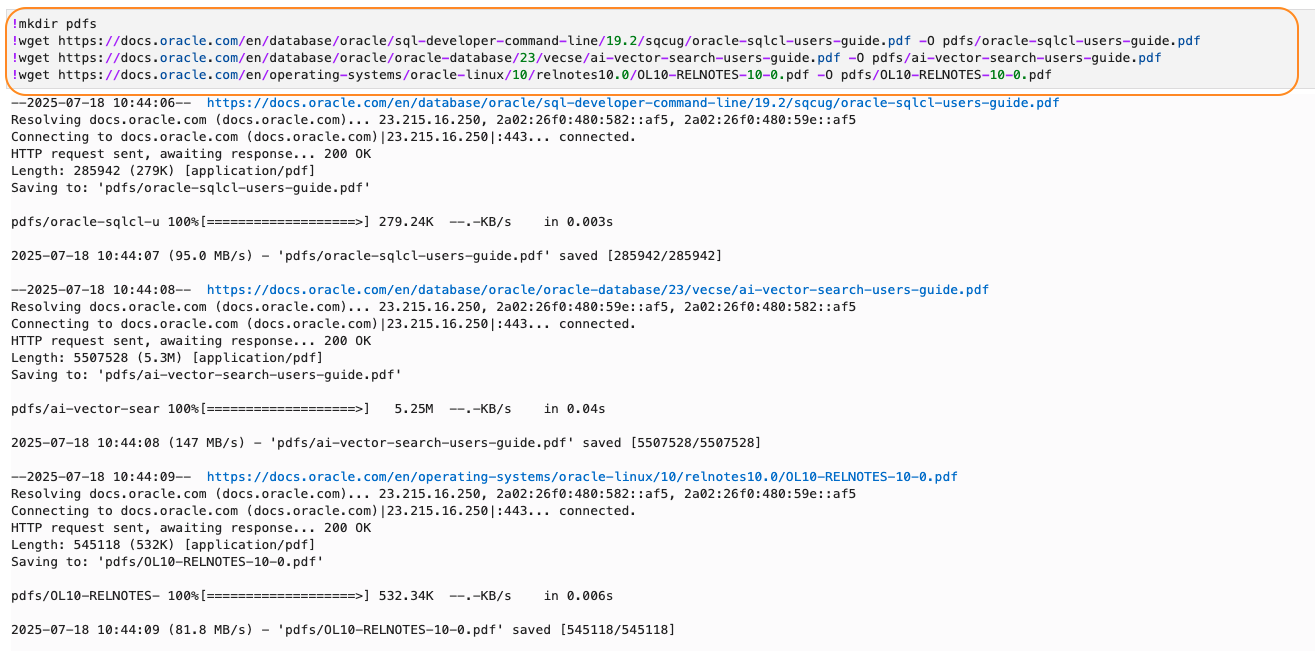 !mkdir pdfs
!wget https://docs.oracle.com/en/database/oracle/sql-developer-command-line/19.2/sqcug/oracle-sqlcl-users-guide.pdf -O pdfs/oracle-sqlcl-users-guide.pdf
!wget https://docs.oracle.com/en/database/oracle/oracle-database/23/vecse/ai-vector-search-users-guide.pdf -O pdfs/ai-vector-search-users-guide.pdf
!wget https://docs.oracle.com/en/operating-systems/oracle-linux/10/relnotes10.0/OL10-RELNOTES-10-0.pdf -O pdfs/OL10-RELNOTES-10-0.pdf
--2025-07-18 10:44:06--  https://docs.oracle.com/en/database/oracle/sql-developer-command-line/19.2/sqcug/oracle-sqlcl-users-guide.pdf
Resolving docs.oracle.com (docs.oracle.com)... 23.215.16.250, 2a02:26f0:480:582::af5, 2a02:26f0:480:59e::af5
Connecting to docs.oracle.com (docs.oracle.com)|23.215.16.250|:443... connected.
HTTP request sent, awaiting response... 200 OK
Length: 285942 (279K) [application/pdf]
Saving to: 'pdfs/oracle-sqlcl-users-guide.pdf'
pdfs/oracle-sqlcl-u 100%[===================>] 279.24K  --.-KB/s    in 0.003s
2025-07-18 10:44:07 (95.0 MB/s) - 'pdfs/oracle-sqlcl-users-guide.pdf' saved [285942/285942]
--2025-07-18 10:44:08--  https://docs.oracle.com/en/database/oracle/oracle-database/23/vecse/ai-vector-search-users-guide.pdf
Resolving docs.oracle.com (docs.oracle.com)... 23.215.16.250, 2a02:26f0:480:59e::af5, 2a02:26f0:480:582::af5
Connecting to docs.oracle.com (docs.oracle.com)|23.215.16.250|:443... connected.
HTTP request sent, awaiting response... 200 OK
Length: 5507528 (5.3M) [application/pdf]
Saving to: 'pdfs/ai-vector-search-users-guide.pdf'
pdfs/ai-vector-sear 100%[===================>]   5.25M  --.-KB/s    in 0.04s
2025-07-18 10:44:08 (147 MB/s) - 'pdfs/ai-vector-search-users-guide.pdf' saved [5507528/5507528]
--2025-07-18 10:44:09--  https://docs.oracle.com/en/operating-systems/oracle-linux/10/relnotes10.0/OL10-RELNOTES-10-0.pdf
Resolving docs.oracle.com (docs.oracle.com)... 23.215.16.250, 2a02:26f0:480:582::af5, 2a02:26f0:480:59e::af5
Connecting to docs.oracle.com (docs.oracle.com)|23.215.16.250|:443... connected.
HTTP request sent, awaiting response... 200 OK
Length: 545118 (532K) [application/pdf]
Saving to: 'pdfs/OL10-RELNOTES-10-0.pdf'
pdfs/OL10-RELNOTES- 100%[===================>] 532.34K  --.-KB/s    in 0.006s
2025-07-18 10:44:09 (81.8 MB/s) - 'pdfs/OL10-RELNOTES-10-0.pdf' saved [545118/545118]